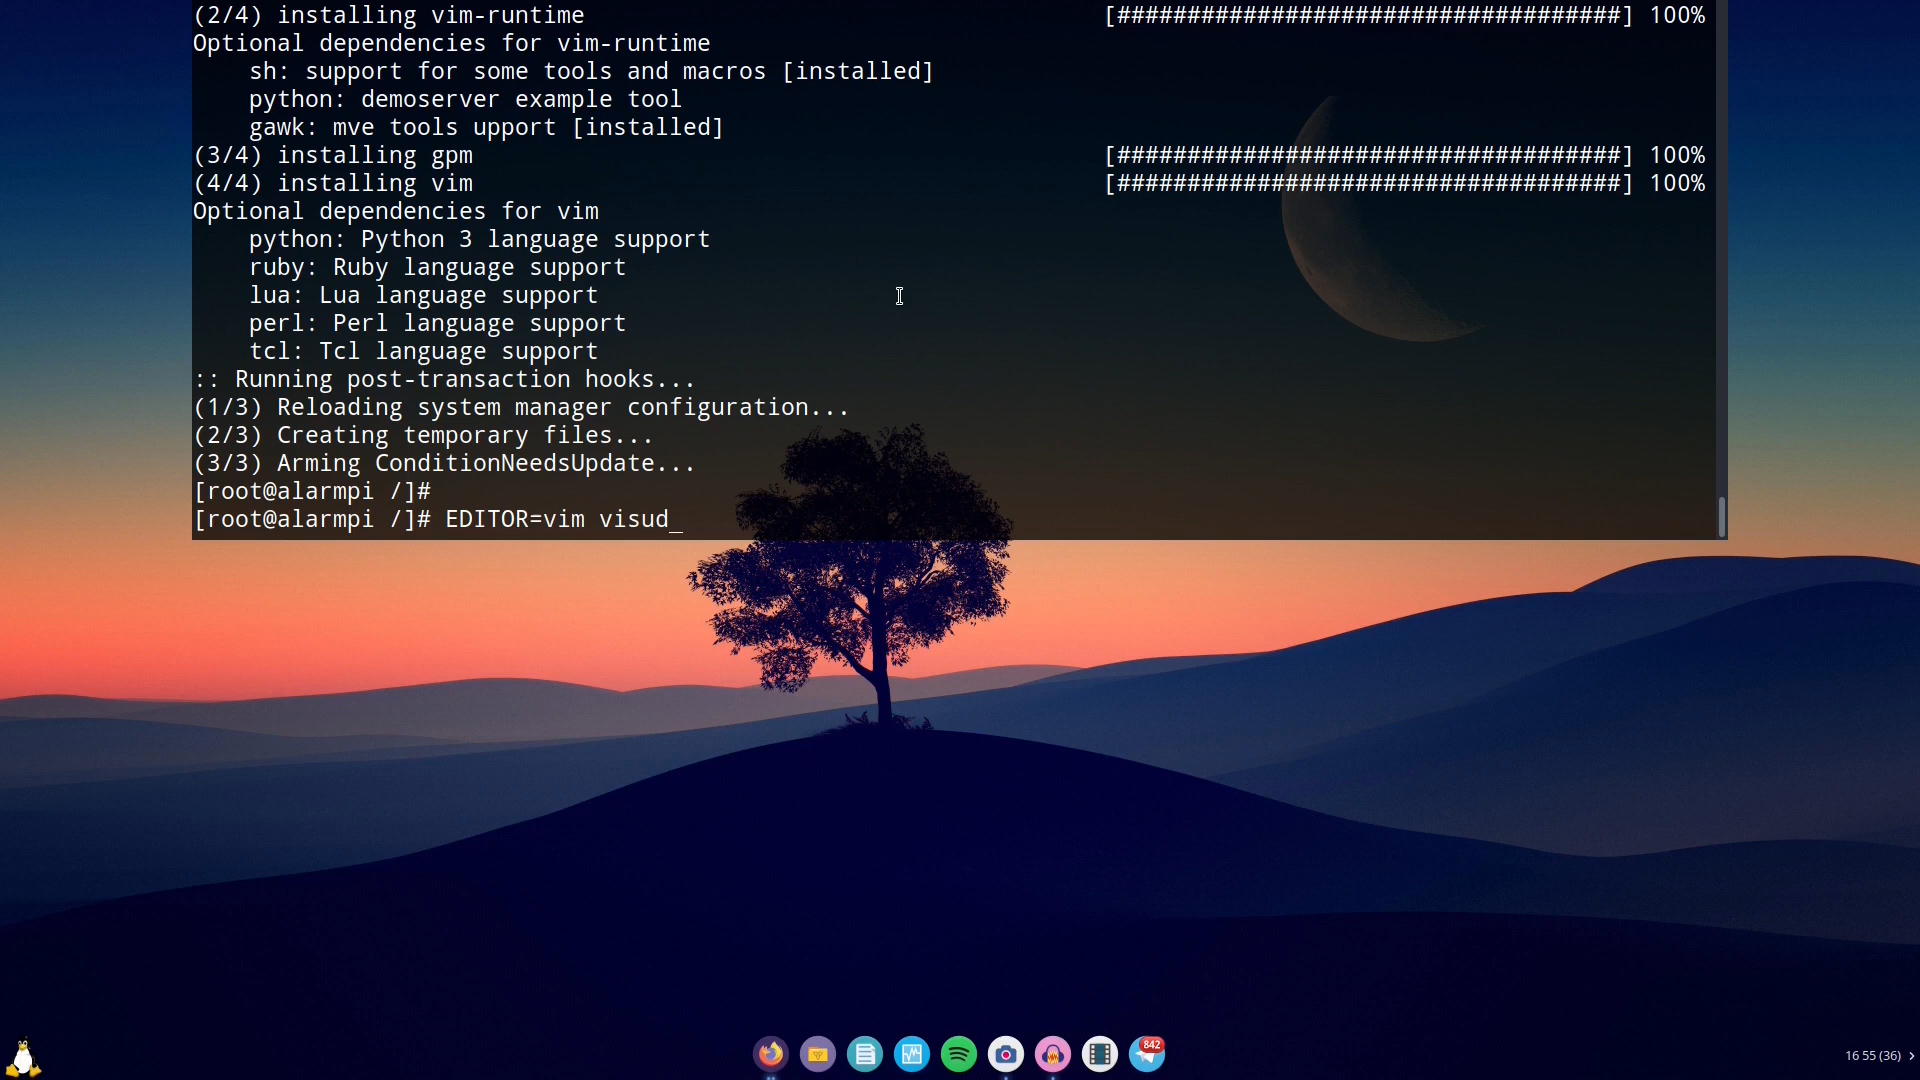 (2/4) installing vim-runtime [####################################] 100%
Optional dependencies for vim-runtime
sh: support for some tools and macros [installed]
python: demoserver example tool
gawk: mve tools upport [installed]
(3/4) installing gpm [####################################] 100%
(4/4) installing vim [####################################] 100%
Optional dependencies for vim
python: Python 3 language support
ruby: Ruby language support
lua: Lua language support
perl: Perl language support
tcl: Tcl language support
:: Running post-transaction hooks...
(1/3) Reloading system manager configuration...
(2/3) Creating temporary files...
(3/3) Arming ConditionNeedsUpdate...
[root@alarmpi /]#
[root@alarmpi /]# EDITOR=vim visud_
842
16 55 (36)